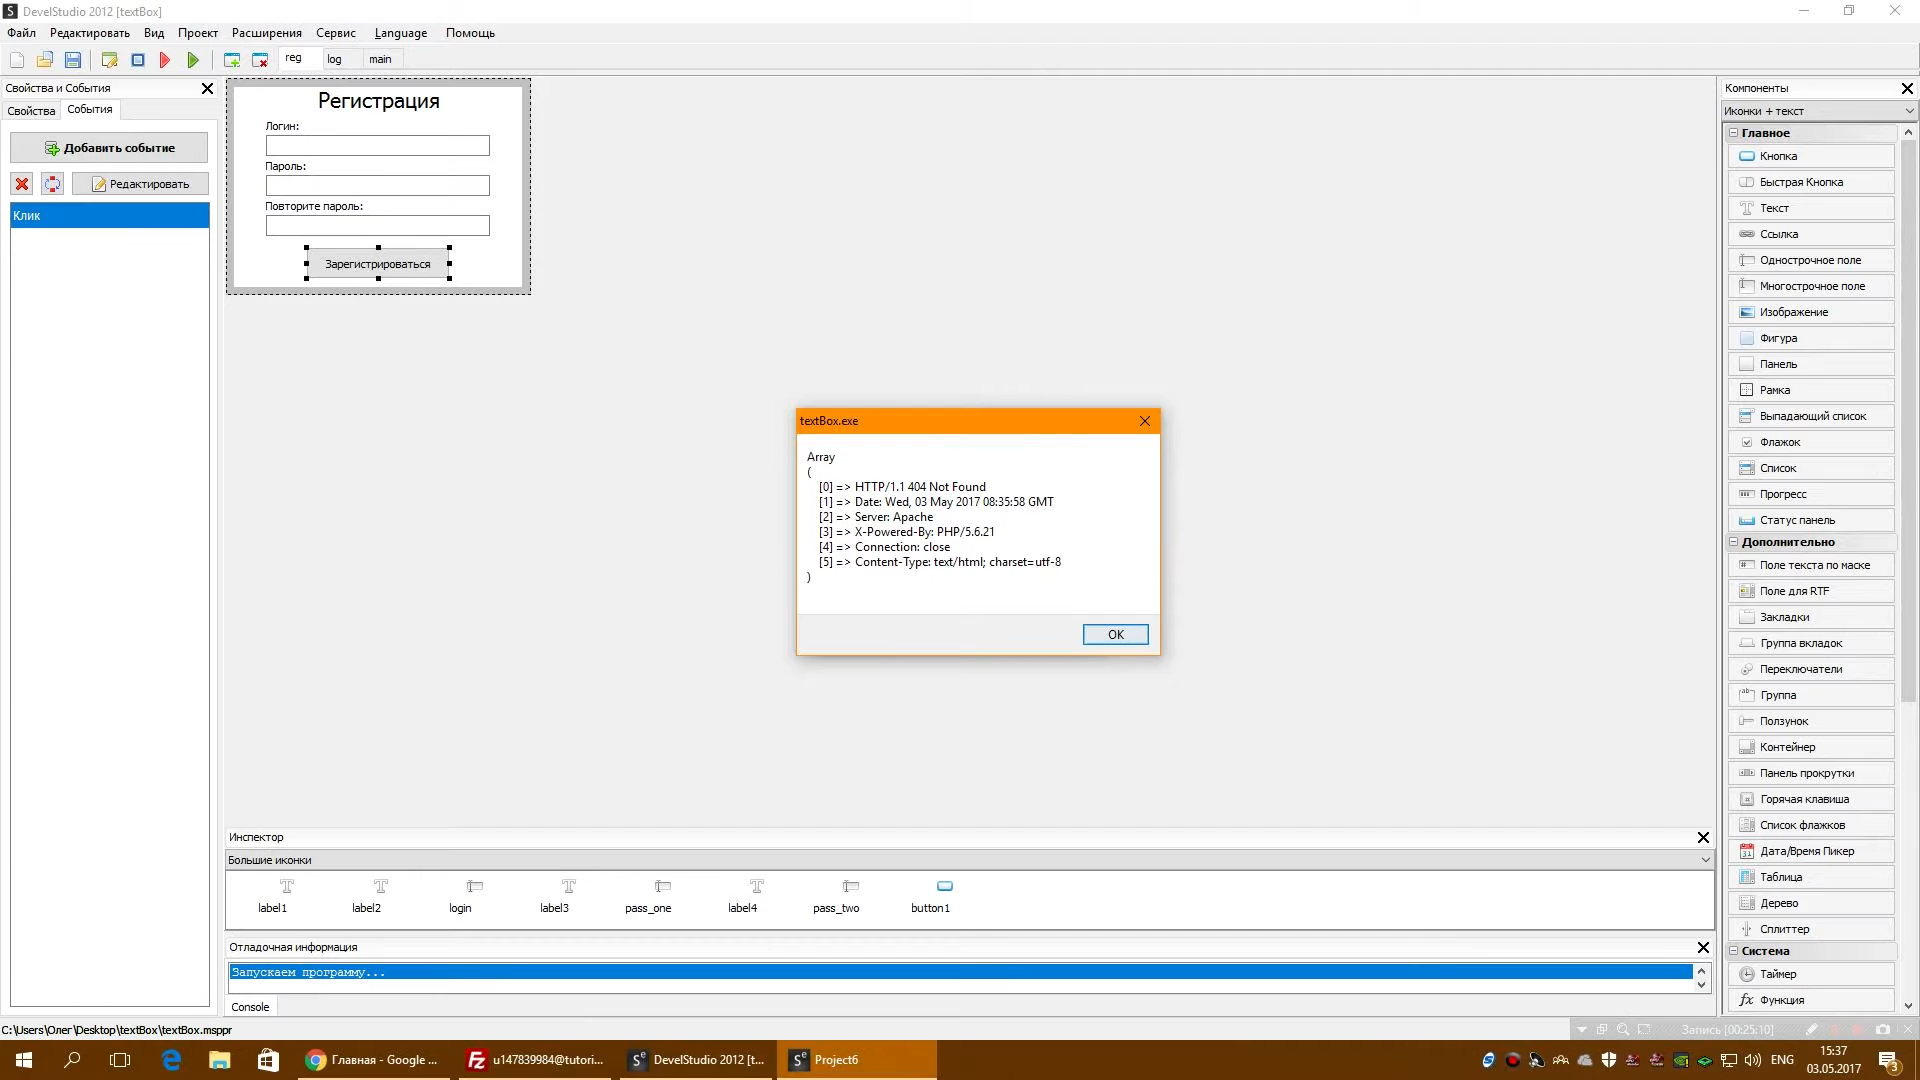 DevelStudio 2012 [textBox]
Файл Редактировать Вид Проект Расширения Сервис Language Помощь
reg log main
Свойства и События
Свойства События
Добавить событие
Редактировать
Клик
Регистрация
Логин:
Пароль:
Повторите пароль:
Зарегистрироваться
textBox.exe
Array
(
[0] => HTTP/1.1 404 Not Found
[1] => Date: Wed, 03 May 2017 08:35:58 GMT
[2] => Server: Apache
[3] => X-Powered-By: PHP/5.6.21
[4] => Connection: close
[5] => Content-Type: text/html; charset=utf-8
)
OK
Компоненты
Иконки + текст
Главное
Кнопка
Быстрая Кнопка
Текст
Ссылка
Однострочное поле
Многострочное поле
Изображение
Фигура
Панель
Рамка
Выпадающий список
Флажок
Список
Прогресс
Статус панель
Дополнительно
Поле текста по маске
Поле для RTF
Закладки
Группа вкладок
Переключатели
Группа
Ползунок
Контейнер
Панель прокрутки
Горячая клавиша
Список флажков
Дата/Время Пикер
Таблица
Дерево
Сплиттер
Система
Таймер
Функция
Инспектор
Большие иконки
label1 label2 login label3 pass_one label4 pass_two button1
Отладочная информация
Запускаем программу...
Console
C:\Users\Олег\Desktop\textBox\textBox.msppr
Запись [00:25:10]
Главная - Google ...
u147839984@tutori...
DevelStudio 2012 [t...
Project6
ENG
15:37
03.05.2017
3